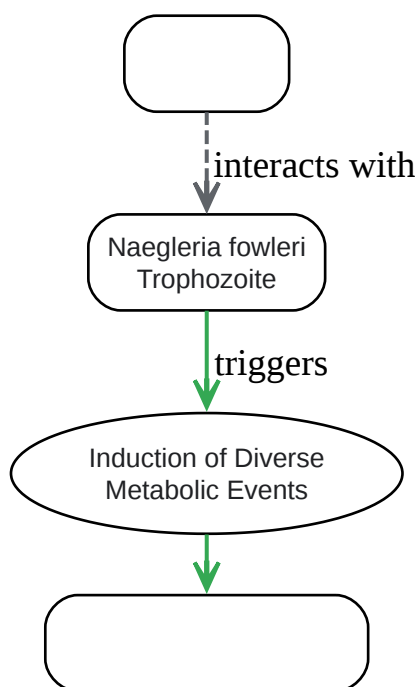 interacts with
Naegleria fowleri
Trophozoite
triggers
Induction of Diverse
Metabolic Events